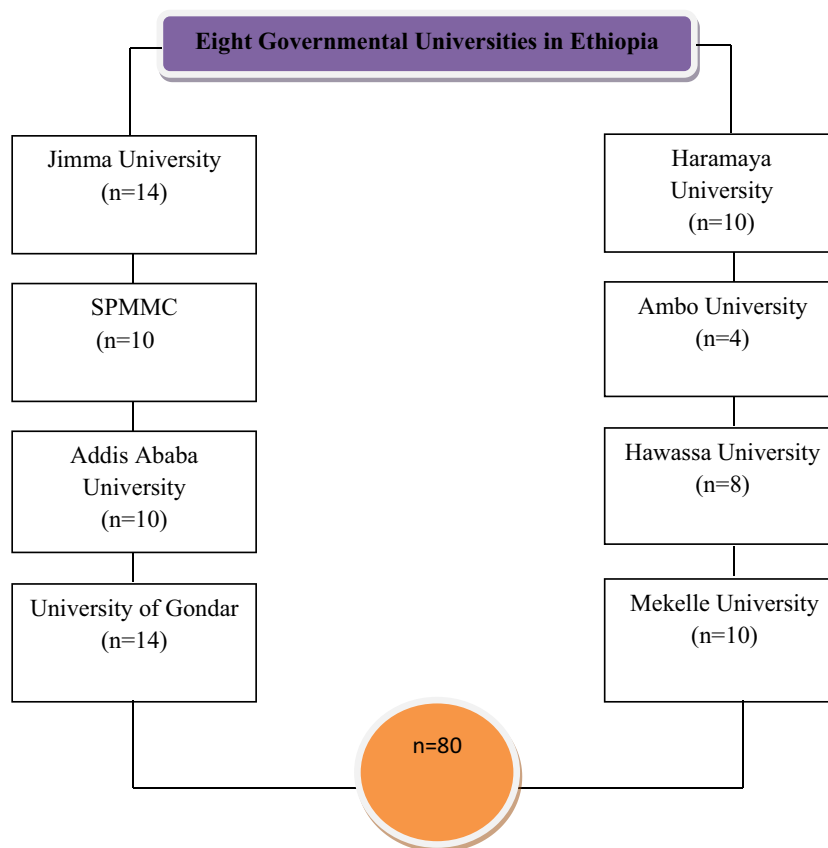 Eight Governmental Universities in Ethiopia
Jimma University
(n=14)
SPMMC
(n=10
Addis Ababa
University
(n=10)
University of Gondar
(n=14)
Haramaya
University
(n=10)
Ambo University
(n=4)
Hawassa University
(n=8)
Mekelle University
(n=10)
n=80